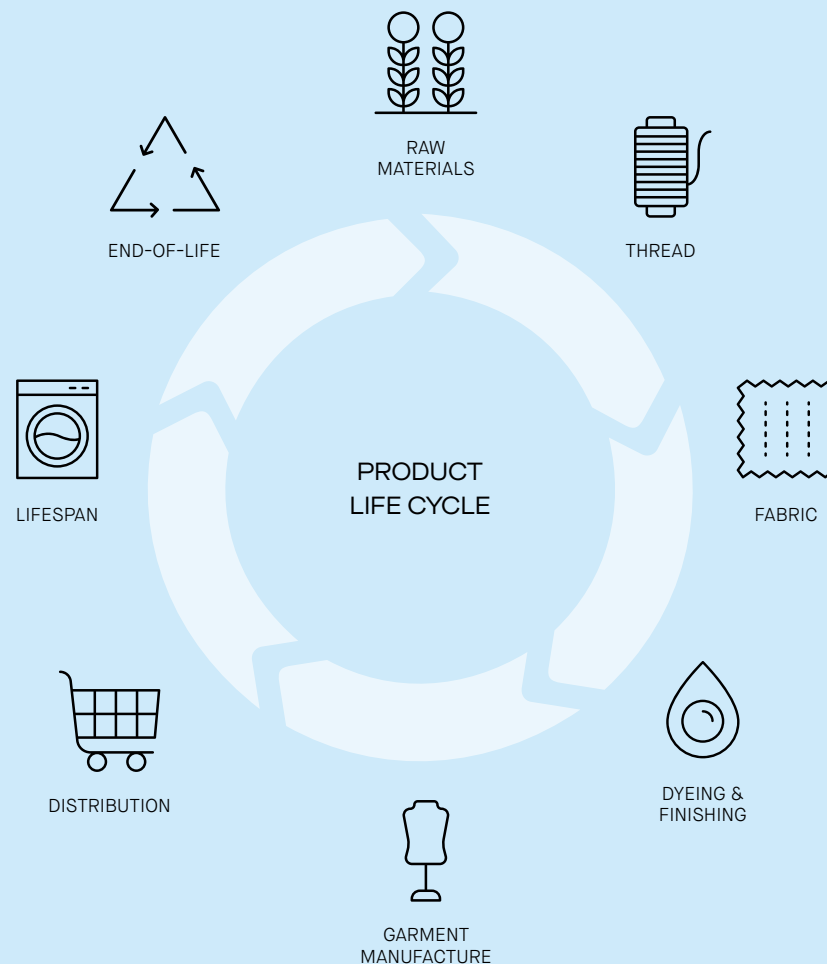 RAW
MATERIALS
THREAD
FABRIC
DYEING &
FINISHING
GARMENT
MANUFACTURE
DISTRIBUTION
LIFESPAN
END-OF-LIFE
PRODUCT
LIFE CYCLE